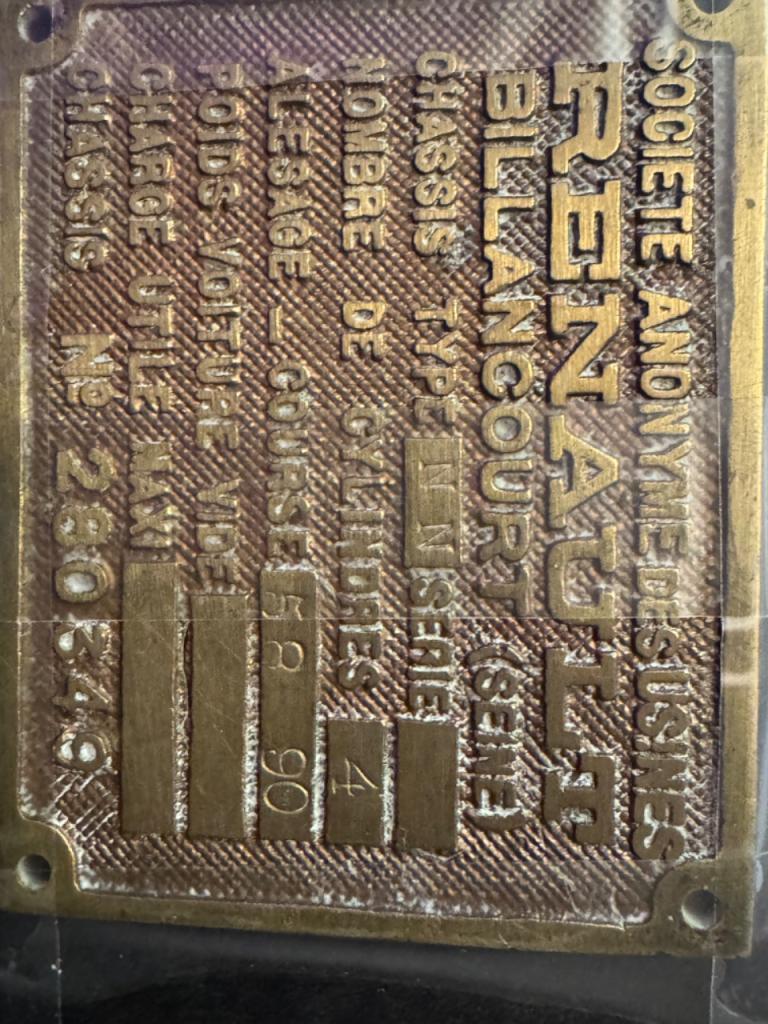 SOCIETE ANONYME DES USINES
RENAULT
BILLANCOURT (SEINE)
CHASSIS TYPE NN SERIE
NOMBRE DE CYLINDRES 4
ALESAGE _ COURSE 58 90
POIDS VOITURE VIDE
CHARGE UTILE MAXI
CHASSIS Nº 280349